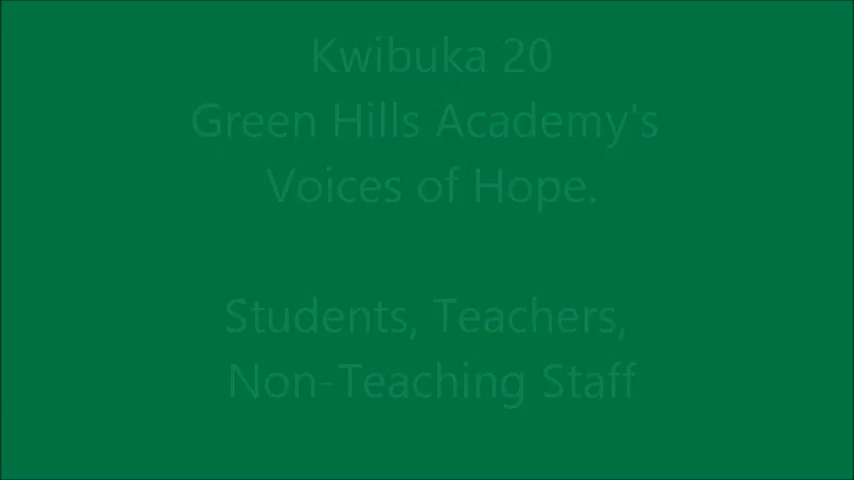 Kwibuka 20
Green Hills Academy's
Voices of Hope.
Students, Teachers,
Non-Teaching Staff